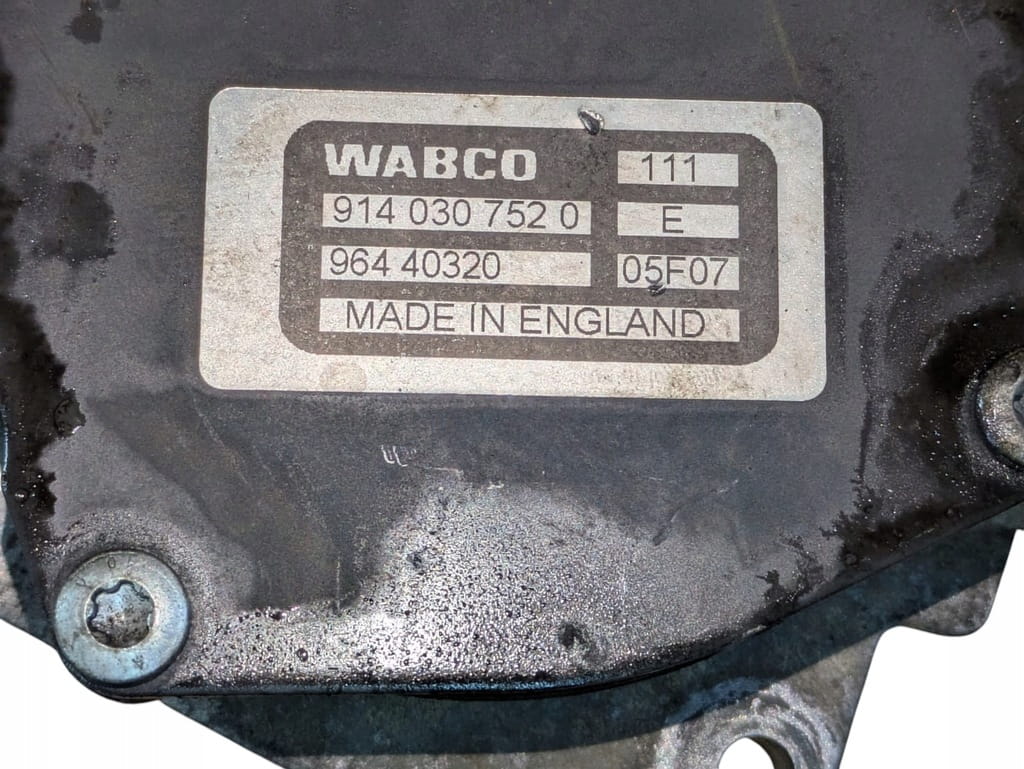 WABCO 111
914 030 752 0 E
964 40320 05F07
MADE IN ENGLAND